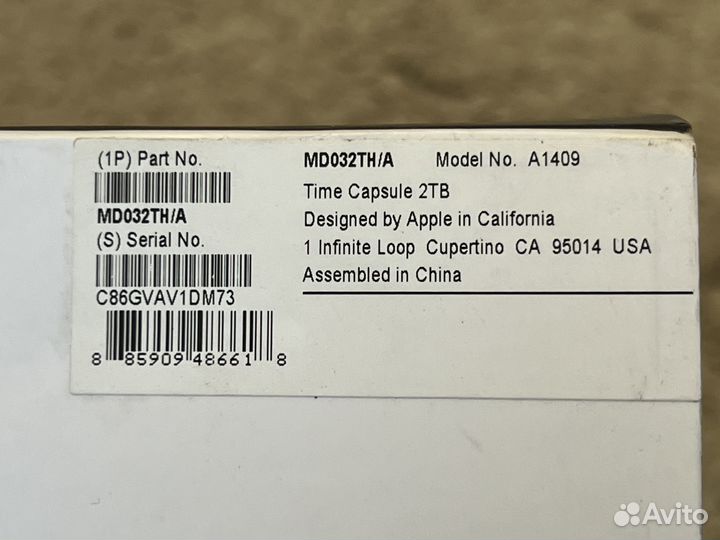 (1P) Part No.
MD032TH/A
(S) Serial No.
C86GVAV1DM73
8 85909 48661 8
MD032TH/A Model No. A1409
Time Capsule 2TB
Designed by Apple in California
1 Infinite Loop Cupertino CA 95014 USA
Assembled in China
Avito